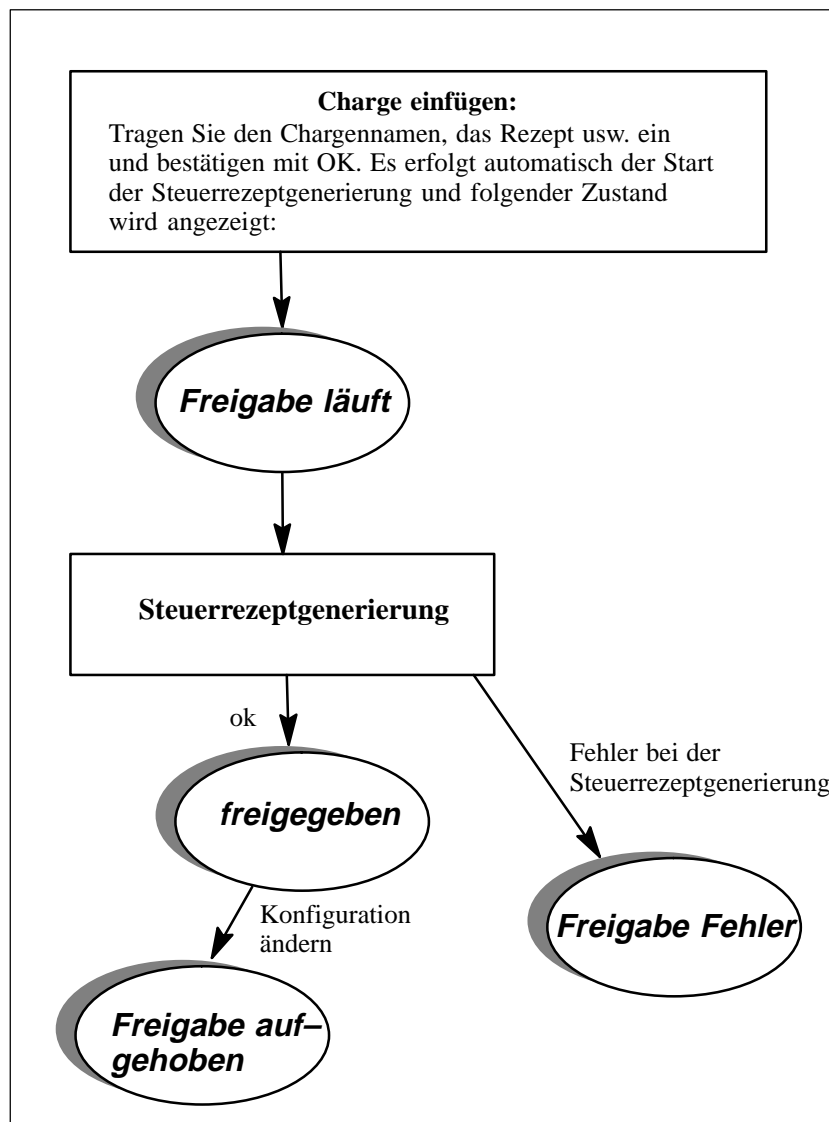 Charge einfügen:
Tragen Sie den Chargennamen, das Rezept usw. ein
und bestätigen mit OK. Es erfolgt automatisch der Start
der Steuerrezeptgenerierung und folgender Zustand
wird angezeigt:
Freigabe läuft
Steuerrezeptgenerierung
ok
Fehler bei der
Steuerrezeptgenerierung
freigegeben
Konfiguration
ändern
Freigabe Fehler
Freigabe auf–
gehoben